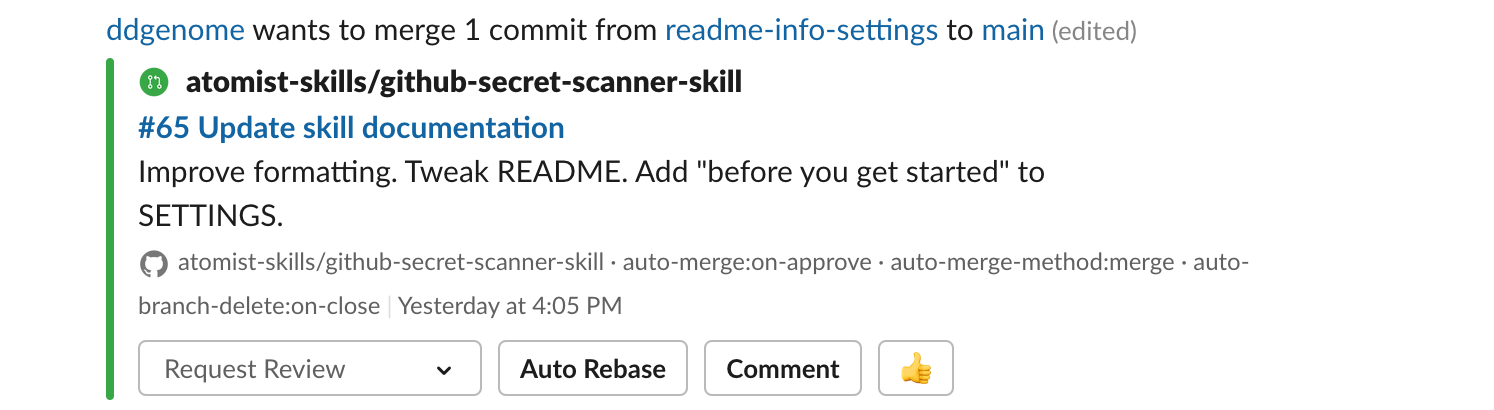 ddgenome wants to merge 1 commit from readme-info-settings to main (edited)
atomist-skills/github-secret-scanner-skill
#65 Update skill documentation
Improve formatting. Tweak README. Add "before you get started" to
SETTINGS.
atomist-skills/github-secret-scanner-skill · auto-merge:on-approve · auto-merge-method:merge · auto-
branch-delete:on-close | Yesterday at 4:05 PM
Request Review Auto Rebase Comment